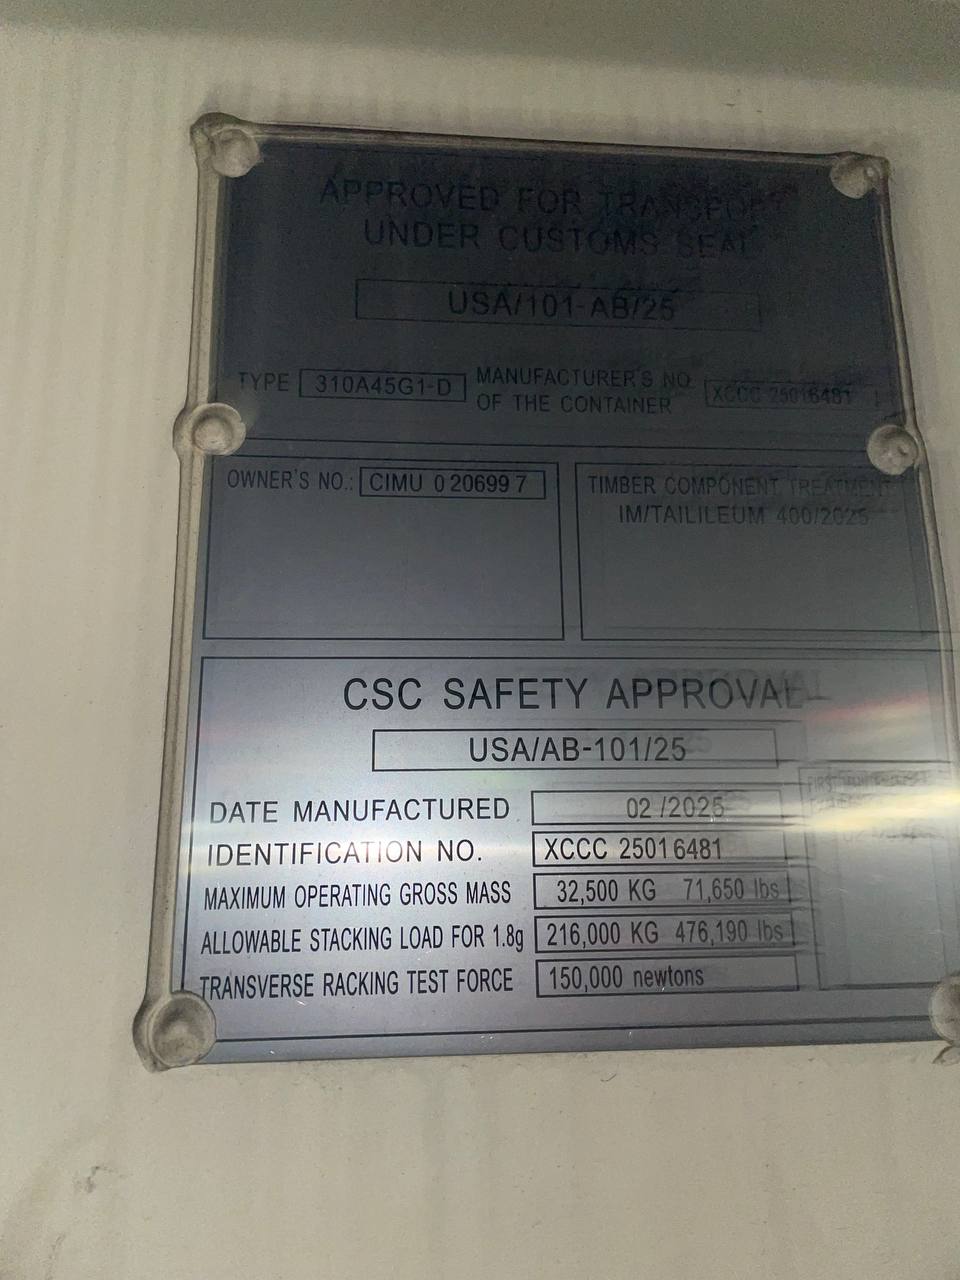 APPROVED FOR TRANSPORT
UNDER CUSTOMS SEAL
USA/101-AB/25
TYPE 310A45G1-D MANUFACTURER'S NO. OF THE CONTAINER XCCC 25016481
OWNER'S NO.: CIMU 020699 7
TIMBER COMPONENT TREATMENT
IM/TAILILEUM 400/2025
CSC SAFETY APPROVAL
USA/AB-101/25
DATE MANUFACTURED 02 /2025
IDENTIFICATION NO. XCCC 25016481
MAXIMUM OPERATING GROSS MASS 32,500 KG 71,650 lbs
ALLOWABLE STACKING LOAD FOR 1.8g 216,000 KG 476,190 lbs
TRANSVERSE RACKING TEST FORCE 150,000 newtons